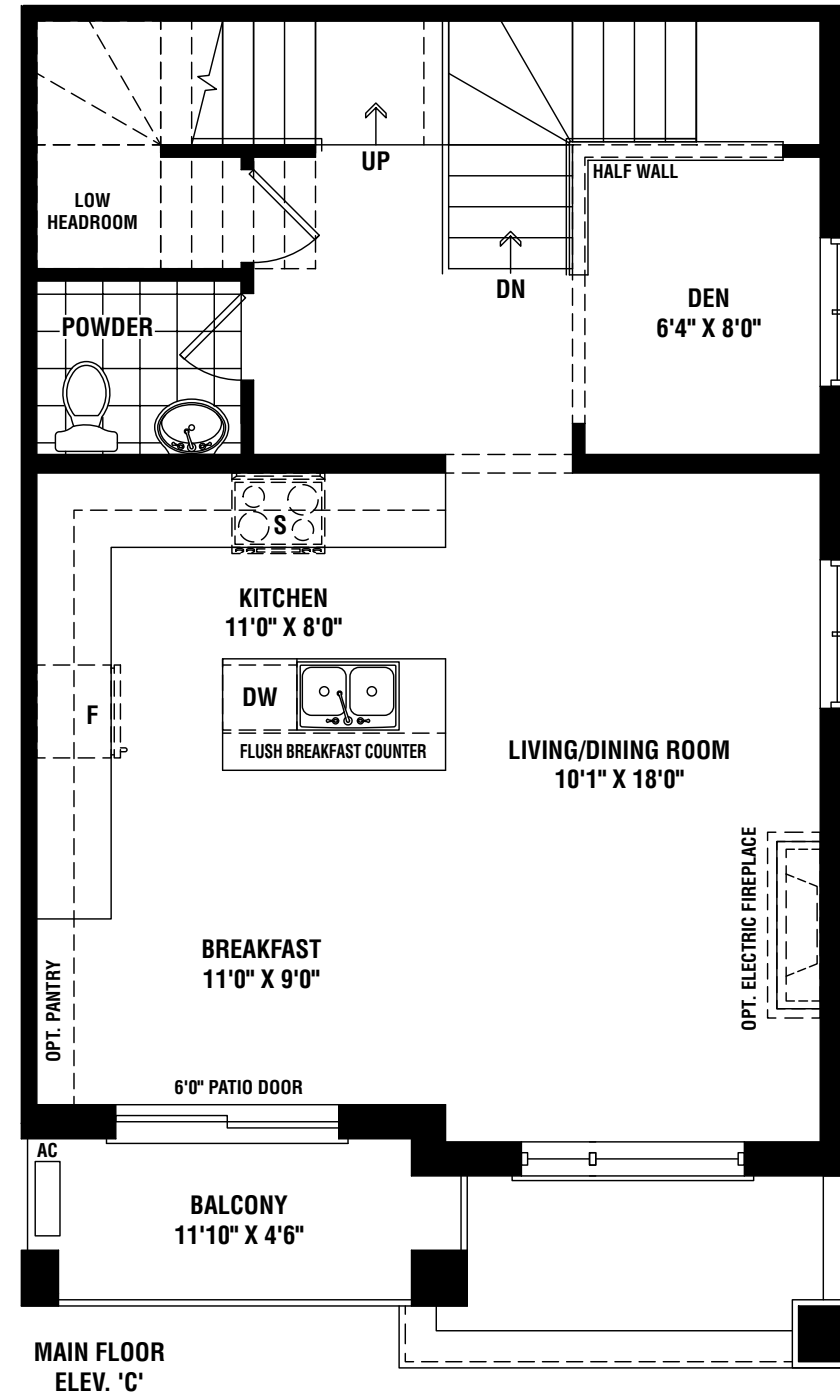 UP
HALF WALL
LOW
HEADROOM
DN
DEN
6'4" X 8'0"
POWDER
S
KITCHEN
11'0" X 8'0"
F
DW
FLUSH BREAKFAST COUNTER
LIVING/DINING ROOM
10'1" X 18'0"
OPT. ELECTRIC FIREPLACE
BREAKFAST
11'0" X 9'0"
OPT. PANTRY
6'0" PATIO DOOR
AC
BALCONY
11'10" X 4'6"
MAIN FLOOR
ELEV. 'C'